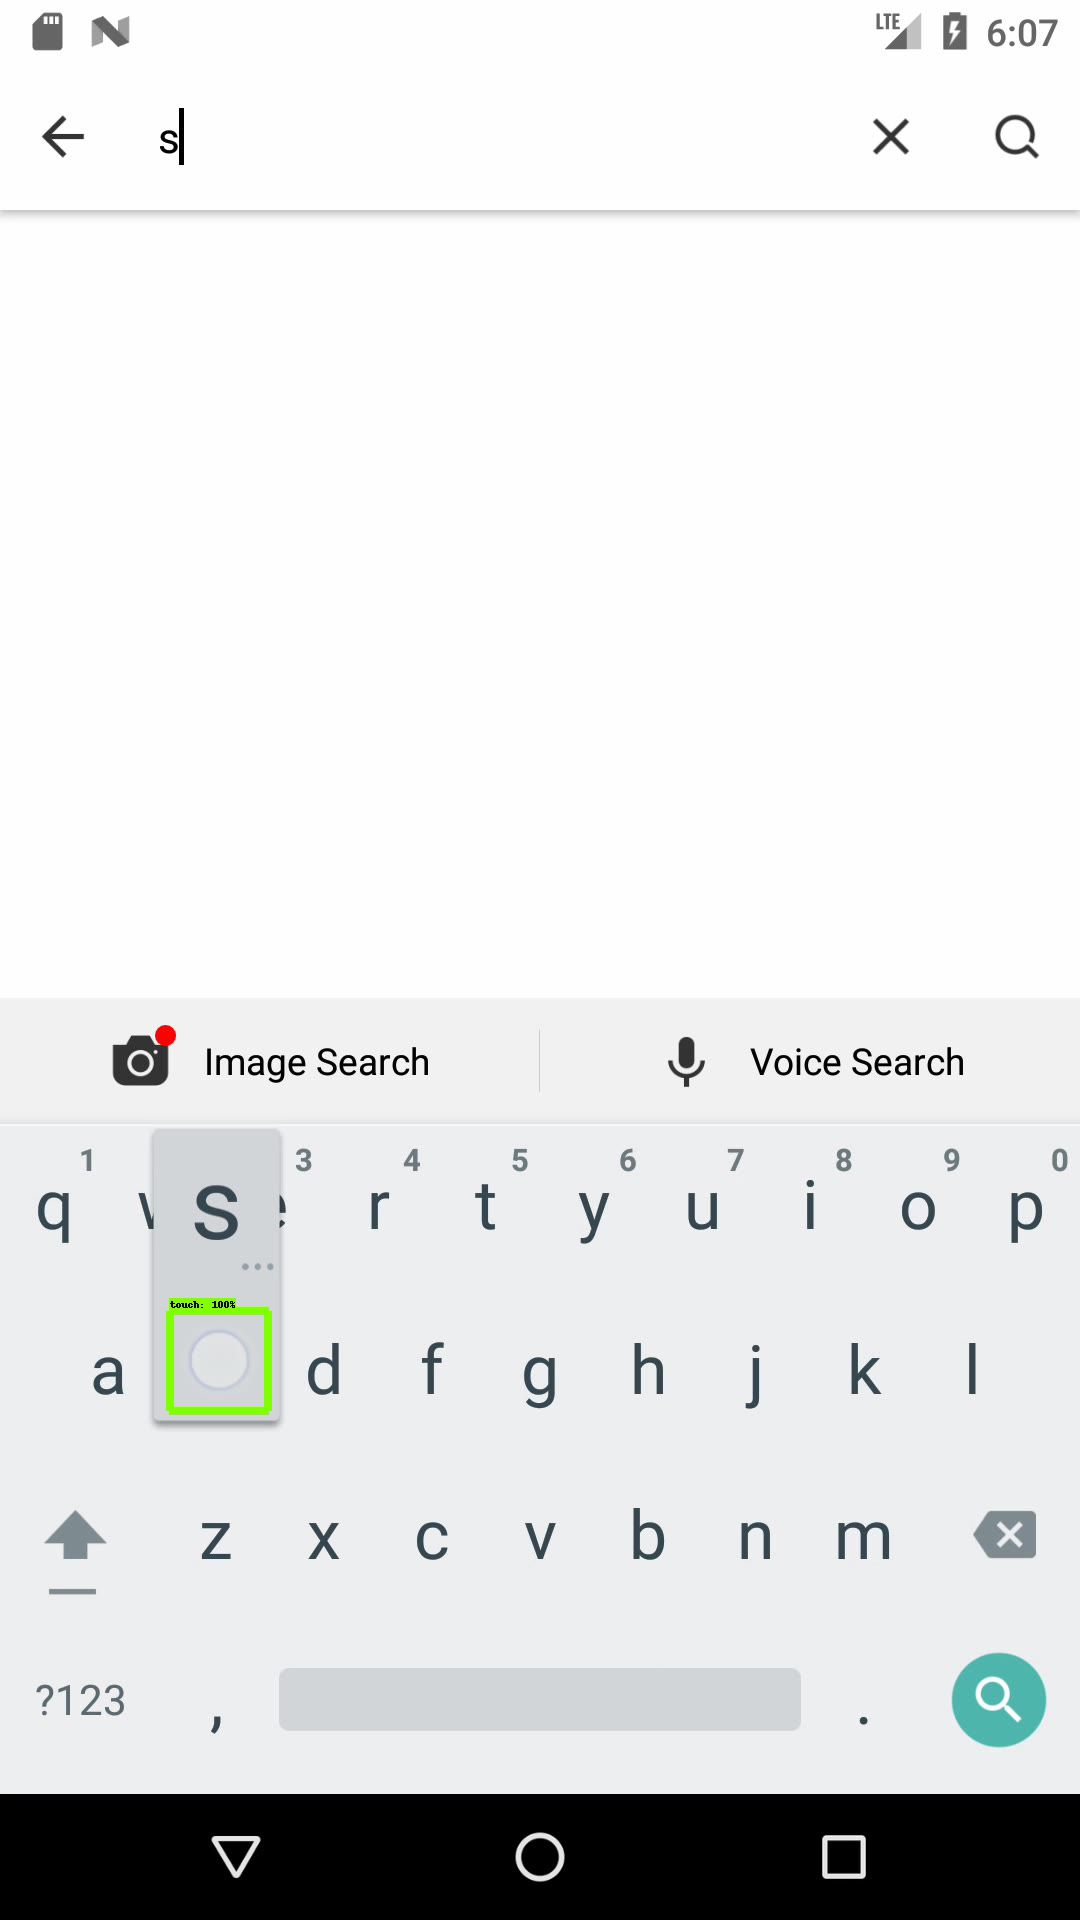 LTE 6:07
s
Image Search Voice Search
1 3 4 5 6 7 8 9 0
q s r t y u i o p
touch: 100%
a d f g h j k l
z x c v b n m
?123 , .